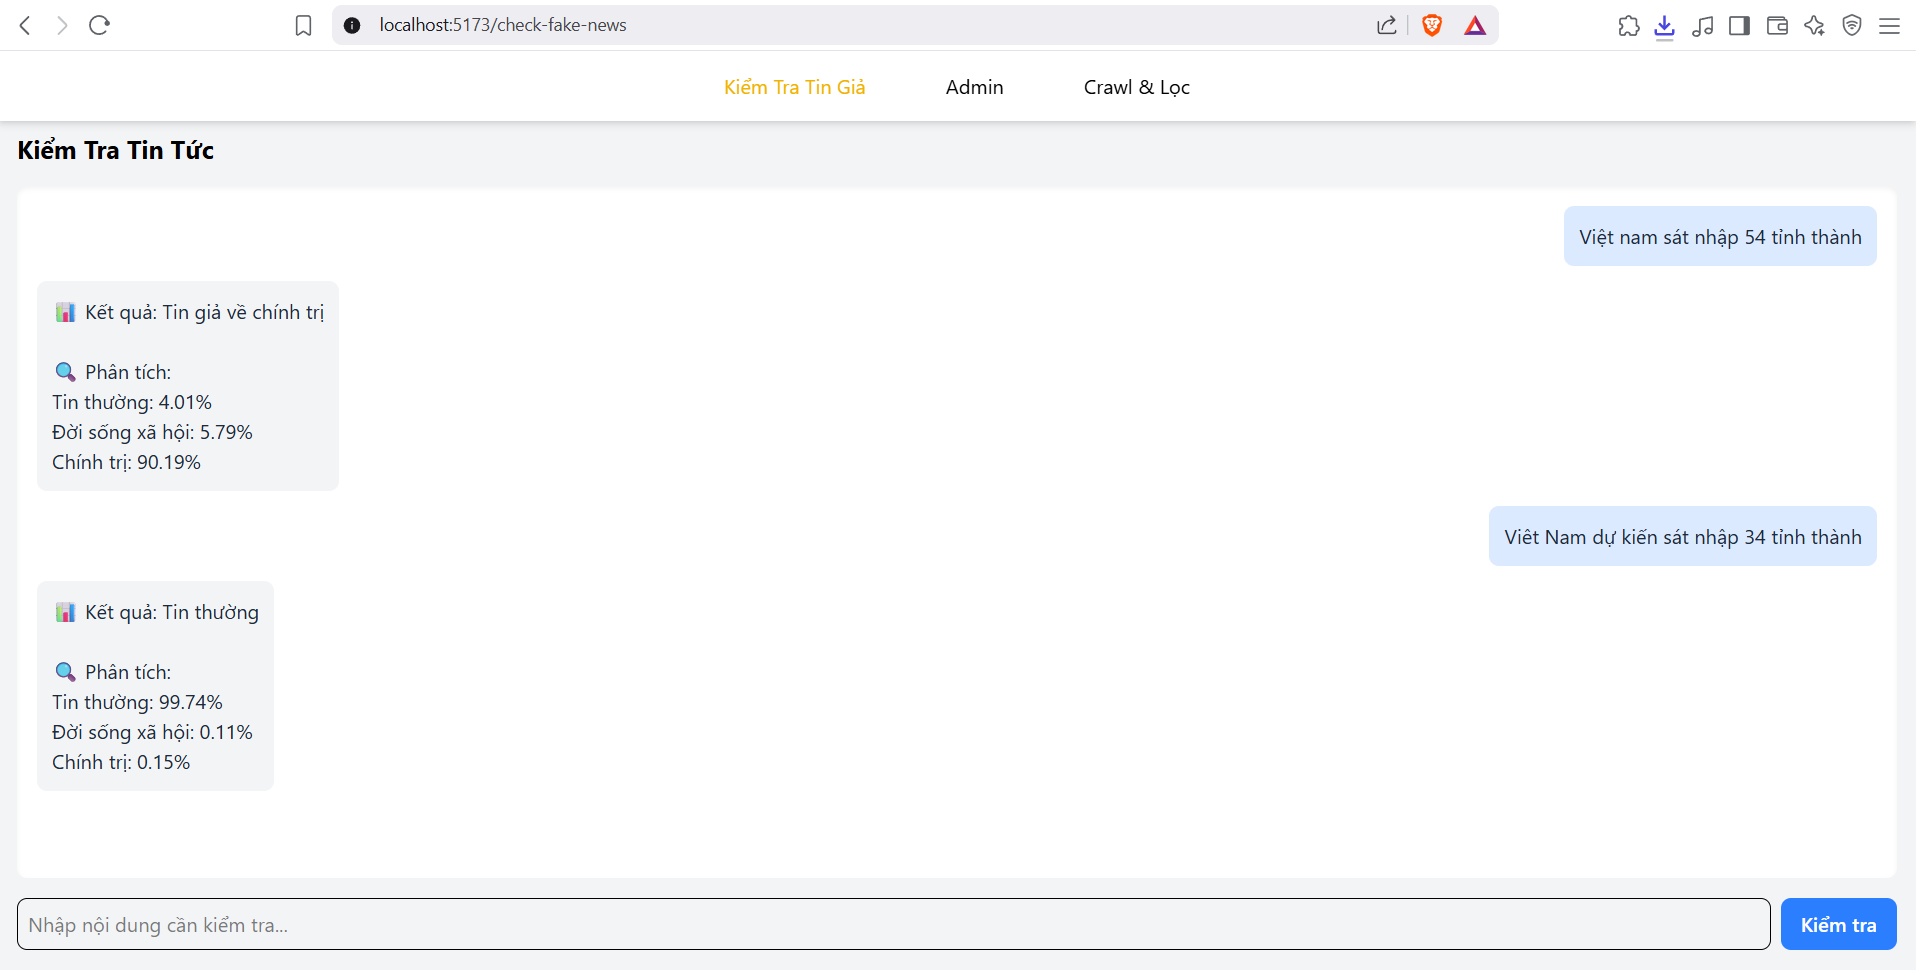 localhost:5173/check-fake-news
Kiểm Tra Tin Giả
Admin
Crawl & Lọc
Kiểm Tra Tin Tức
Việt nam sát nhập 54 tỉnh thành
Kết quả: Tin giả về chính trị
Phân tích:
Tin thường: 4.01%
Đời sống xã hội: 5.79%
Chính trị: 90.19%
Viêt Nam dự kiến sát nhập 34 tỉnh thành
Kết quả: Tin thường
Phân tích:
Tin thường: 99.74%
Đời sống xã hội: 0.11%
Chính trị: 0.15%
Nhập nội dung cần kiểm tra...
Kiểm tra